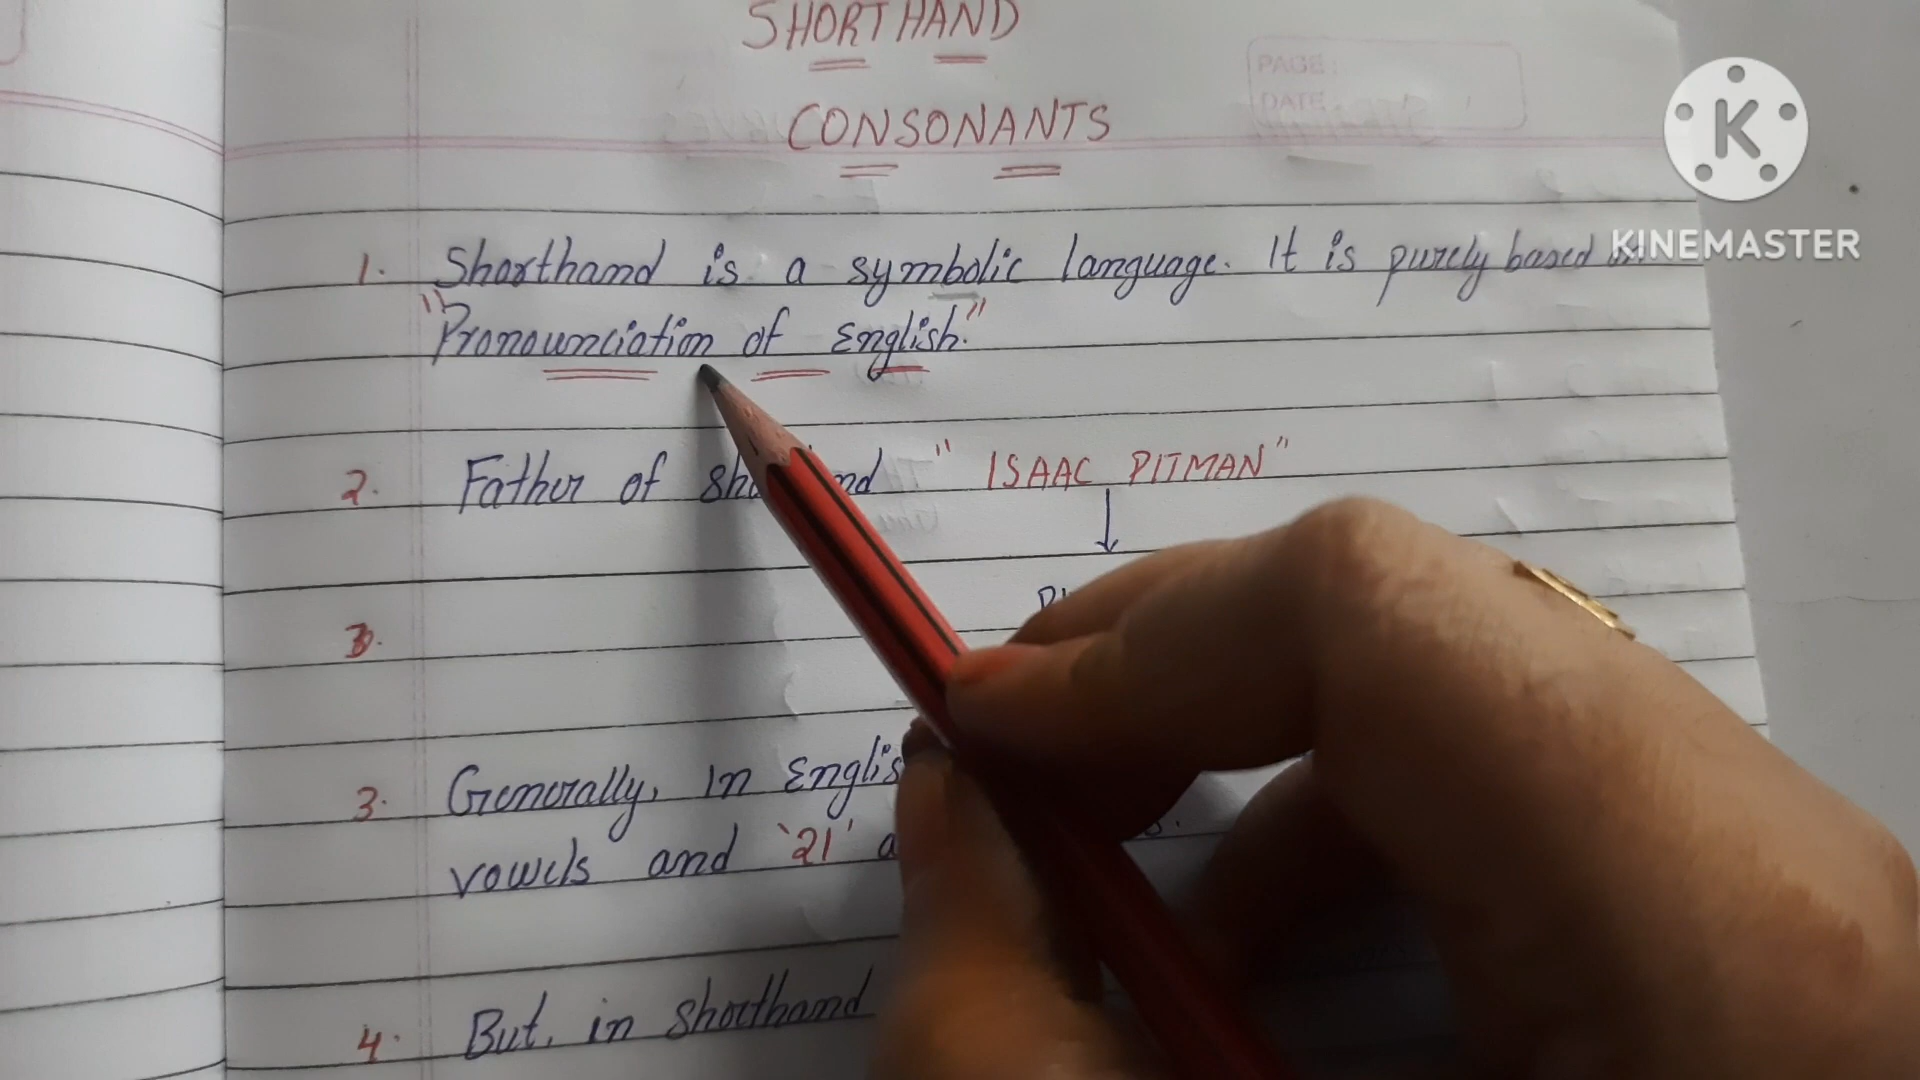 SHORTHAND
PAGE:
DATE:
CONSONANTS
K
KINEMASTER
1. Shorthand is a symbolic language. It is purely based on
"Pronounciation of English."
2. Father of "ISAAC PITMAN"
3.
3. Generally, in
vowels and '21'
4. But, in shorthand